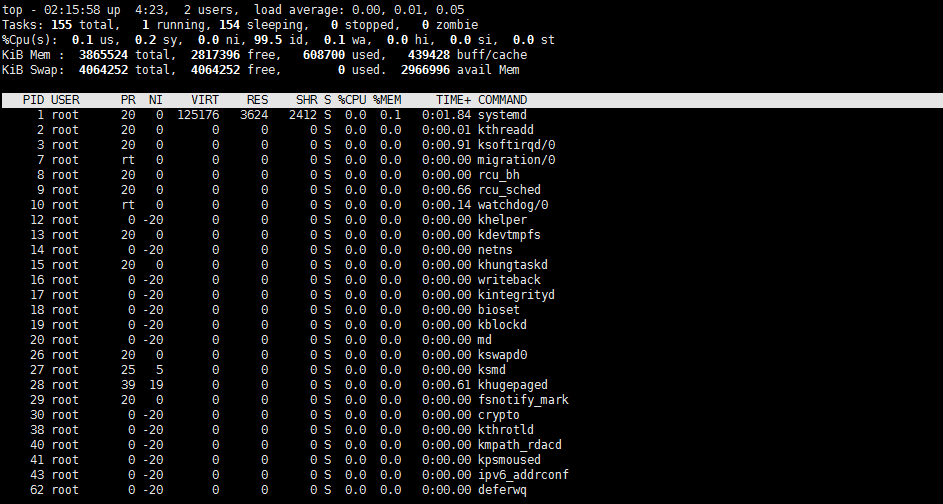 top - 02:15:58 up  4:23,  2 users,  load average: 0.00, 0.01, 0.05
Tasks: 155 total,   1 running, 154 sleeping,   0 stopped,   0 zombie
%Cpu(s):  0.1 us,  0.2 sy,  0.0 ni, 99.5 id,  0.1 wa,  0.0 hi,  0.0 si,  0.0 st
KiB Mem :  3865524 total,  2817396 free,   608700 used,   439428 buff/cache
KiB Swap:  4064252 total,  4064252 free,        0 used.  2966996 avail Mem
PID USER      PR  NI    VIRT    RES    SHR S %CPU %MEM     TIME+ COMMAND
1 root      20   0  125176   3624   2412 S  0.0  0.1   0:01.84 systemd
2 root      20   0       0      0      0 S  0.0  0.0   0:00.01 kthreadd
3 root      20   0       0      0      0 S  0.0  0.0   0:00.91 ksoftirqd/0
7 root      rt   0       0      0      0 S  0.0  0.0   0:00.00 migration/0
8 root      20   0       0      0      0 S  0.0  0.0   0:00.00 rcu_bh
9 root      20   0       0      0      0 S  0.0  0.0   0:00.66 rcu_sched
10 root      rt   0       0      0      0 S  0.0  0.0   0:00.14 watchdog/0
12 root       0 -20       0      0      0 S  0.0  0.0   0:00.00 khelper
13 root      20   0       0      0      0 S  0.0  0.0   0:00.00 kdevtmpfs
14 root       0 -20       0      0      0 S  0.0  0.0   0:00.00 netns
15 root      20   0       0      0      0 S  0.0  0.0   0:00.00 khungtaskd
16 root       0 -20       0      0      0 S  0.0  0.0   0:00.00 writeback
17 root       0 -20       0      0      0 S  0.0  0.0   0:00.00 kintegrityd
18 root       0 -20       0      0      0 S  0.0  0.0   0:00.00 bioset
19 root       0 -20       0      0      0 S  0.0  0.0   0:00.00 kblockd
20 root       0 -20       0      0      0 S  0.0  0.0   0:00.00 md
26 root      20   0       0      0      0 S  0.0  0.0   0:00.00 kswapd0
27 root      25   5       0      0      0 S  0.0  0.0   0:00.00 ksmd
28 root      39  19       0      0      0 S  0.0  0.0   0:00.61 khugepaged
29 root      20   0       0      0      0 S  0.0  0.0   0:00.00 fsnotify_mark
30 root       0 -20       0      0      0 S  0.0  0.0   0:00.00 crypto
38 root       0 -20       0      0      0 S  0.0  0.0   0:00.00 kthrotld
40 root       0 -20       0      0      0 S  0.0  0.0   0:00.00 kmpath_rdacd
41 root       0 -20       0      0      0 S  0.0  0.0   0:00.00 kpsmoused
43 root       0 -20       0      0      0 S  0.0  0.0   0:00.00 ipv6_addrconf
62 root       0 -20       0      0      0 S  0.0  0.0   0:00.00 deferwq